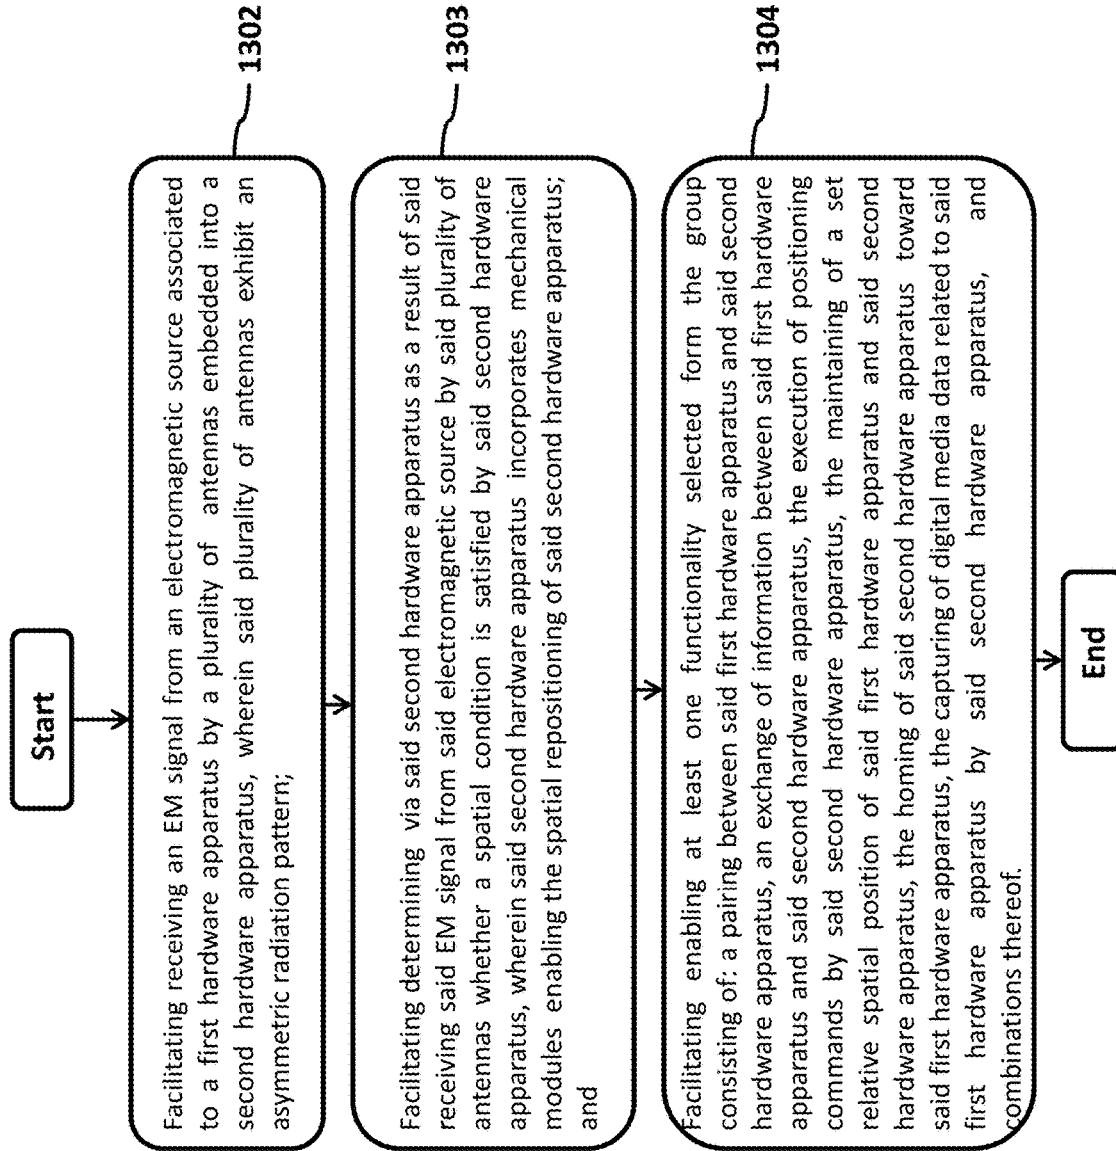 Start
Facilitating receiving an EM signal from an electromagnetic source associated
to a first hardware apparatus by a plurality of antennas embedded into a
second hardware apparatus, wherein said plurality of antennas exhibit an
asymmetric radiation pattern;
1302
Facilitating determining via said second hardware apparatus as a result of said
receiving said EM signal from said electromagnetic source by said plurality of
antennas whether a spatial condition is satisfied by said second hardware
apparatus, wherein said second hardware apparatus incorporates mechanical
modules enabling the spatial repositioning of said second hardware apparatus;
and
1303
Facilitating enabling at least one functionality selected form the group
consisting of: a pairing between said first hardware apparatus and said second
hardware apparatus, an exchange of information between said first hardware
apparatus and said second hardware apparatus, the execution of positioning
commands by said second hardware apparatus, the maintaining of a set
relative spatial position of said first hardware apparatus and said second
hardware apparatus, the homing of said second hardware apparatus toward
said first hardware apparatus, the capturing of digital media data related to said
first hardware apparatus by said second hardware apparatus, and
combinations thereof.
1304
End